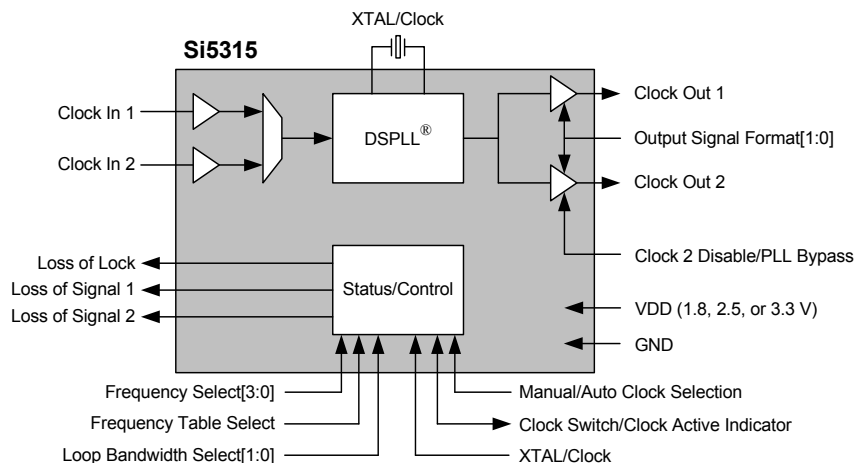 XTAL/Clock
Si5315
Clock In 1
Clock In 2
DSPLL®
Clock Out 1
Output Signal Format[1:0]
Clock Out 2
Clock 2 Disable/PLL Bypass
Loss of Lock
Loss of Signal 1
Loss of Signal 2
Status/Control
VDD (1.8, 2.5, or 3.3 V)
GND
Frequency Select[3:0]
Frequency Table Select
Loop Bandwidth Select[1:0]
Manual/Auto Clock Selection
Clock Switch/Clock Active Indicator
XTAL/Clock